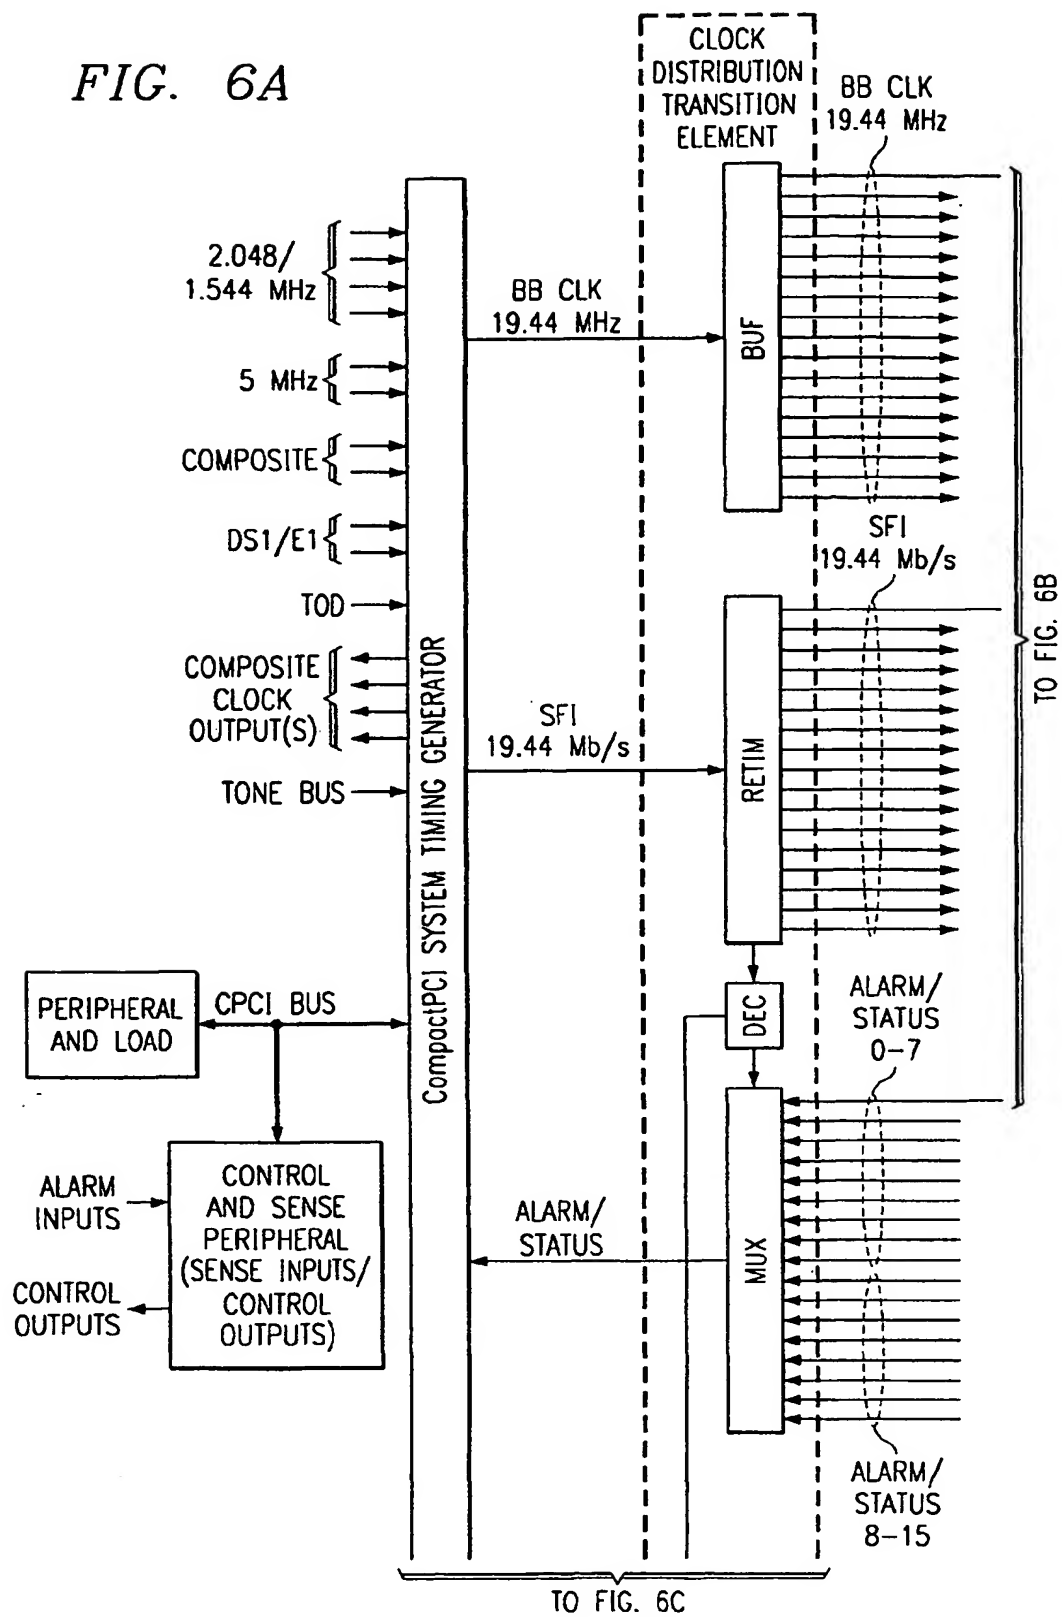 FIG. 6A
CLOCK
DISTRIBUTION
TRANSITION
ELEMENT
BB CLK
19.44 MHz
2.048/
1.544 MHz
5 MHz
COMPOSITE
DS1/E1
TOD
COMPOSITE
CLOCK
OUTPUT(S)
TONE BUS
CompactPCI SYSTEM TIMING GENERATOR
BB CLK
19.44 MHz
BUF
SFI
19.44 Mb/s
SFI
19.44 Mb/s
RETIM
TO FIG. 6B
PERIPHERAL
AND LOAD
CPCI BUS
DEC
ALARM/
STATUS
0-7
ALARM
INPUTS
CONTROL
OUTPUTS
CONTROL
AND SENSE
PERIPHERAL
(SENSE INPUTS/
CONTROL
OUTPUTS)
ALARM/
STATUS
MUX
ALARM/
STATUS
8-15
TO FIG. 6C